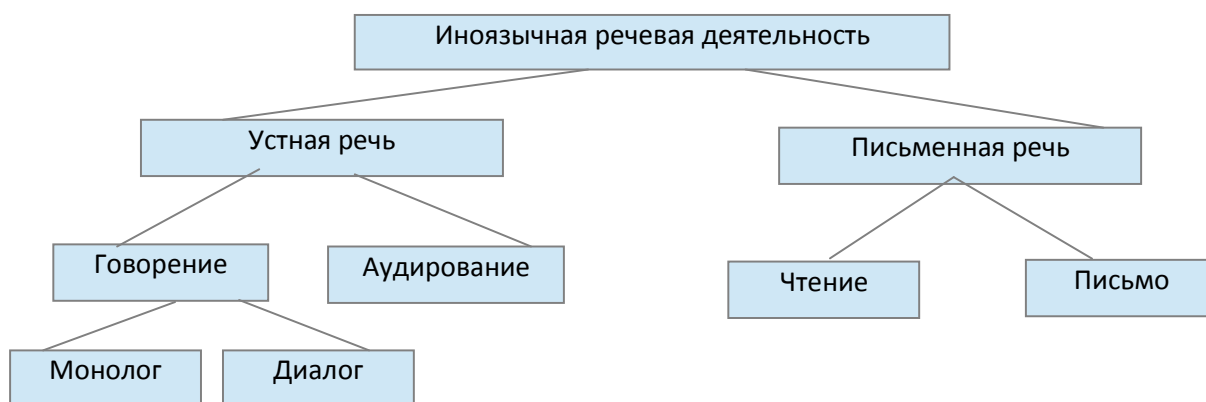 Иноязычная речевая деятельность
Устная речь
Письменная речь
Говорение
Аудирование
Чтение
Письмо
Монолог
Диалог